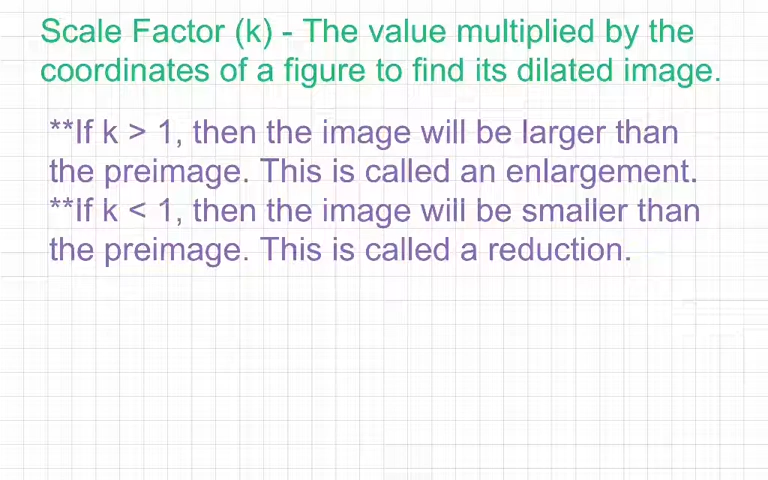 Scale Factor (k) - The value multiplied by the
coordinates of a figure to find its dilated image.
**If k > 1, then the image will be larger than
the preimage. This is called an enlargement.
**If k < 1, then the image will be smaller than
the preimage. This is called a reduction.